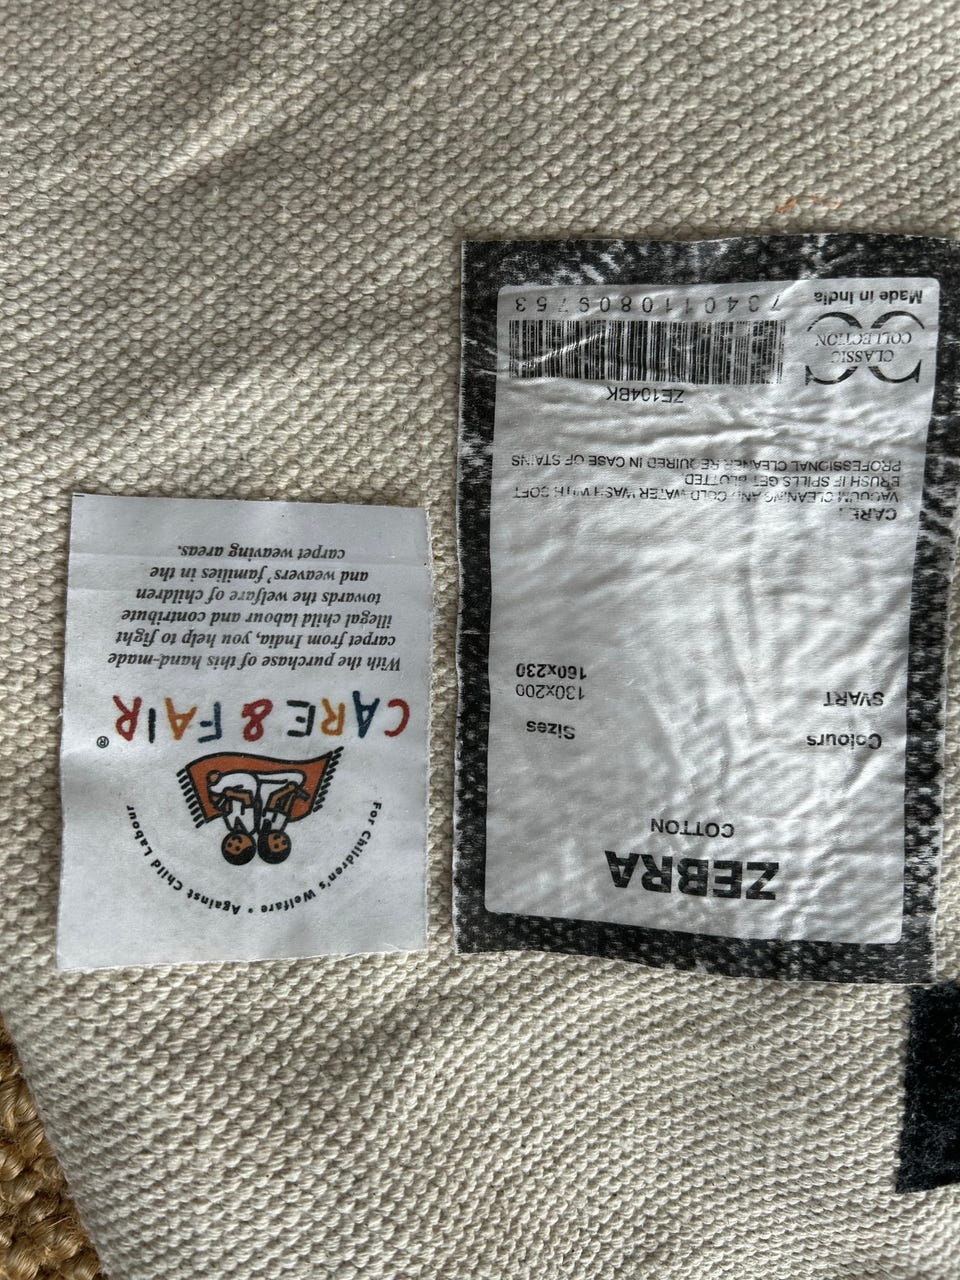 For Children's Welfare • Against Child Labour
CARE & FAIR®
With the purchase of this hand-made
carpet from India, you help to fight
illegal child labour and contribute
towards the welfare of children
and weavers' families in the
carpet weaving areas.
ZEBRA
COTTON
Colours Sizes
SVART 130x200
160x230
CARE :
VACUUM CLEANING AND COLD WATER WASH WITH SOFT
BRUSH IF SPILLS GET BLOTTED
PROFESSIONAL CLEANER REQUIRED IN CASE OF STAINS
ZE104BK
CLASSIC
COLLECTION
Made in India
7340110809753